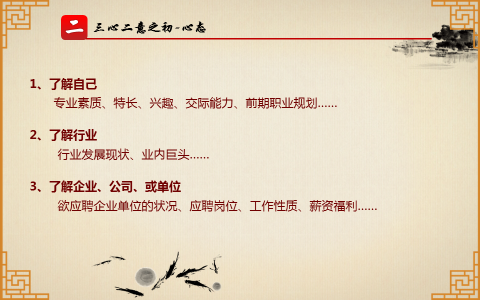 二 三心二意之初-心态
1、了解自己
专业素质、特长、兴趣、交际能力、前期职业规划......
2、了解行业
行业发展现状、业内巨头......
3、了解企业、公司、或单位
欲应聘企业单位的状况、应聘岗位、工作性质、薪资福利......